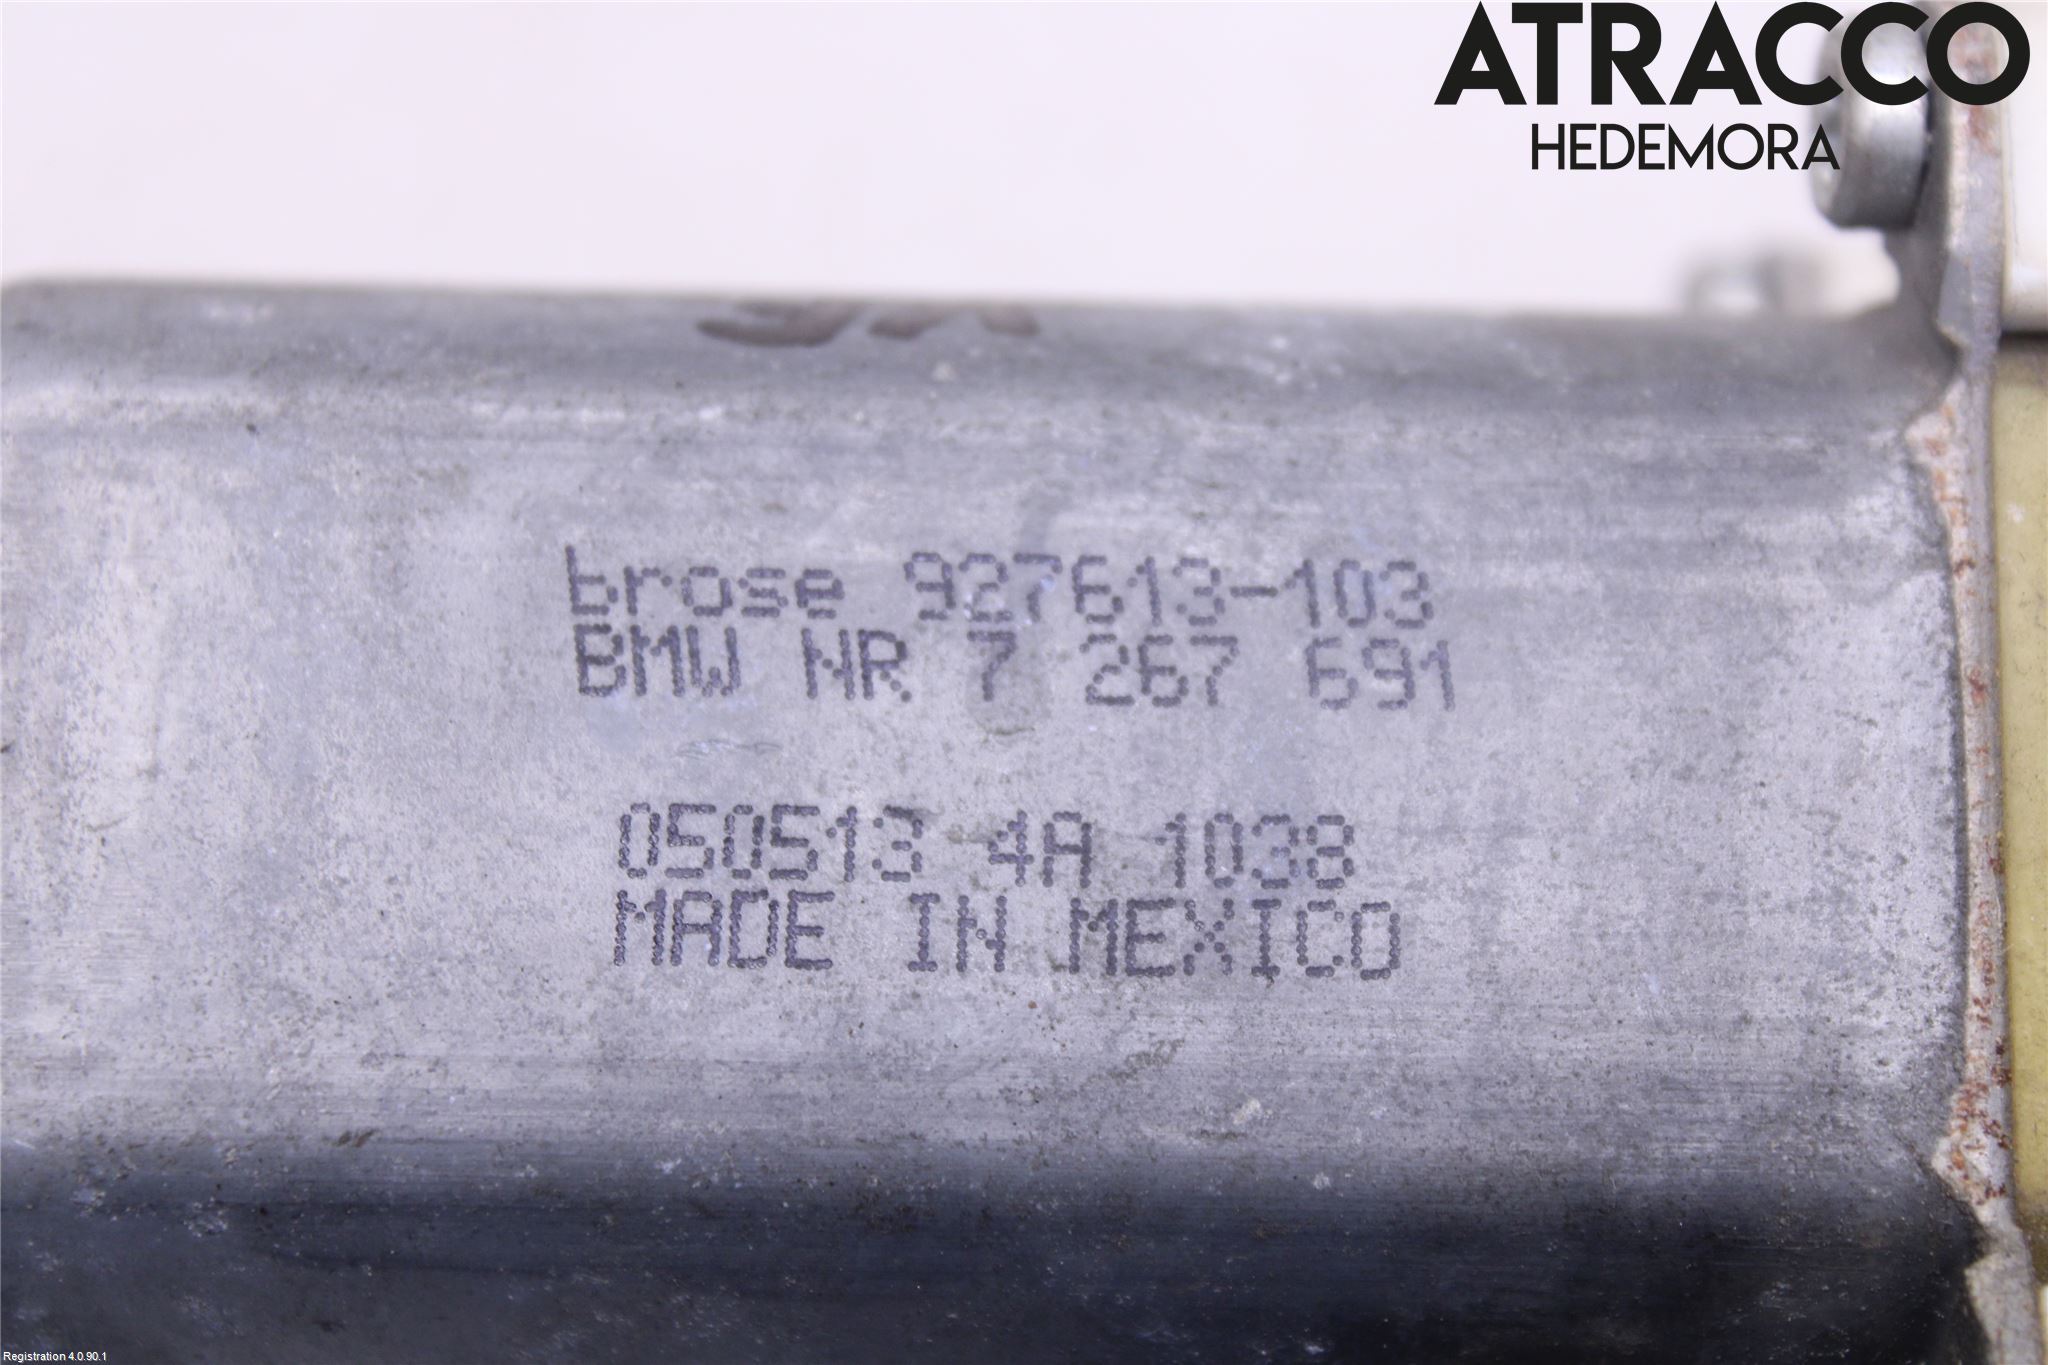 ATRACCO
HEDEMORA
brose 927613-103
BMW NR 7 267 691
050513 4A 1038
MADE IN MEXICO
Registration 4.0.90.1